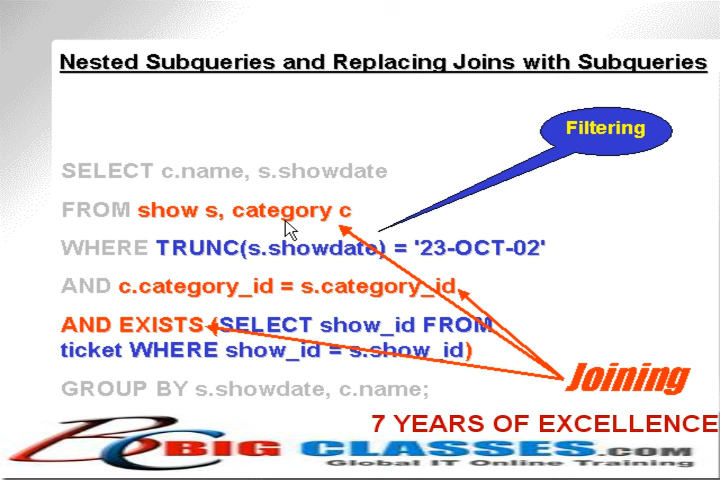 Nested Subqueries and Replacing Joins with Subqueries
Filtering
SELECT c.name, s.showdate
FROM show s, category c
WHERE TRUNC(s.showdate) = '23-OCT-02'
AND c.category_id = s.category_id
AND EXISTS (SELECT show_id FROM
ticket WHERE show_id = s.show_id)
Joining
GROUP BY s.showdate, c.name;
7 YEARS OF EXCELLENCE
BC BIG CLASSES.COM
Global IT Online Training